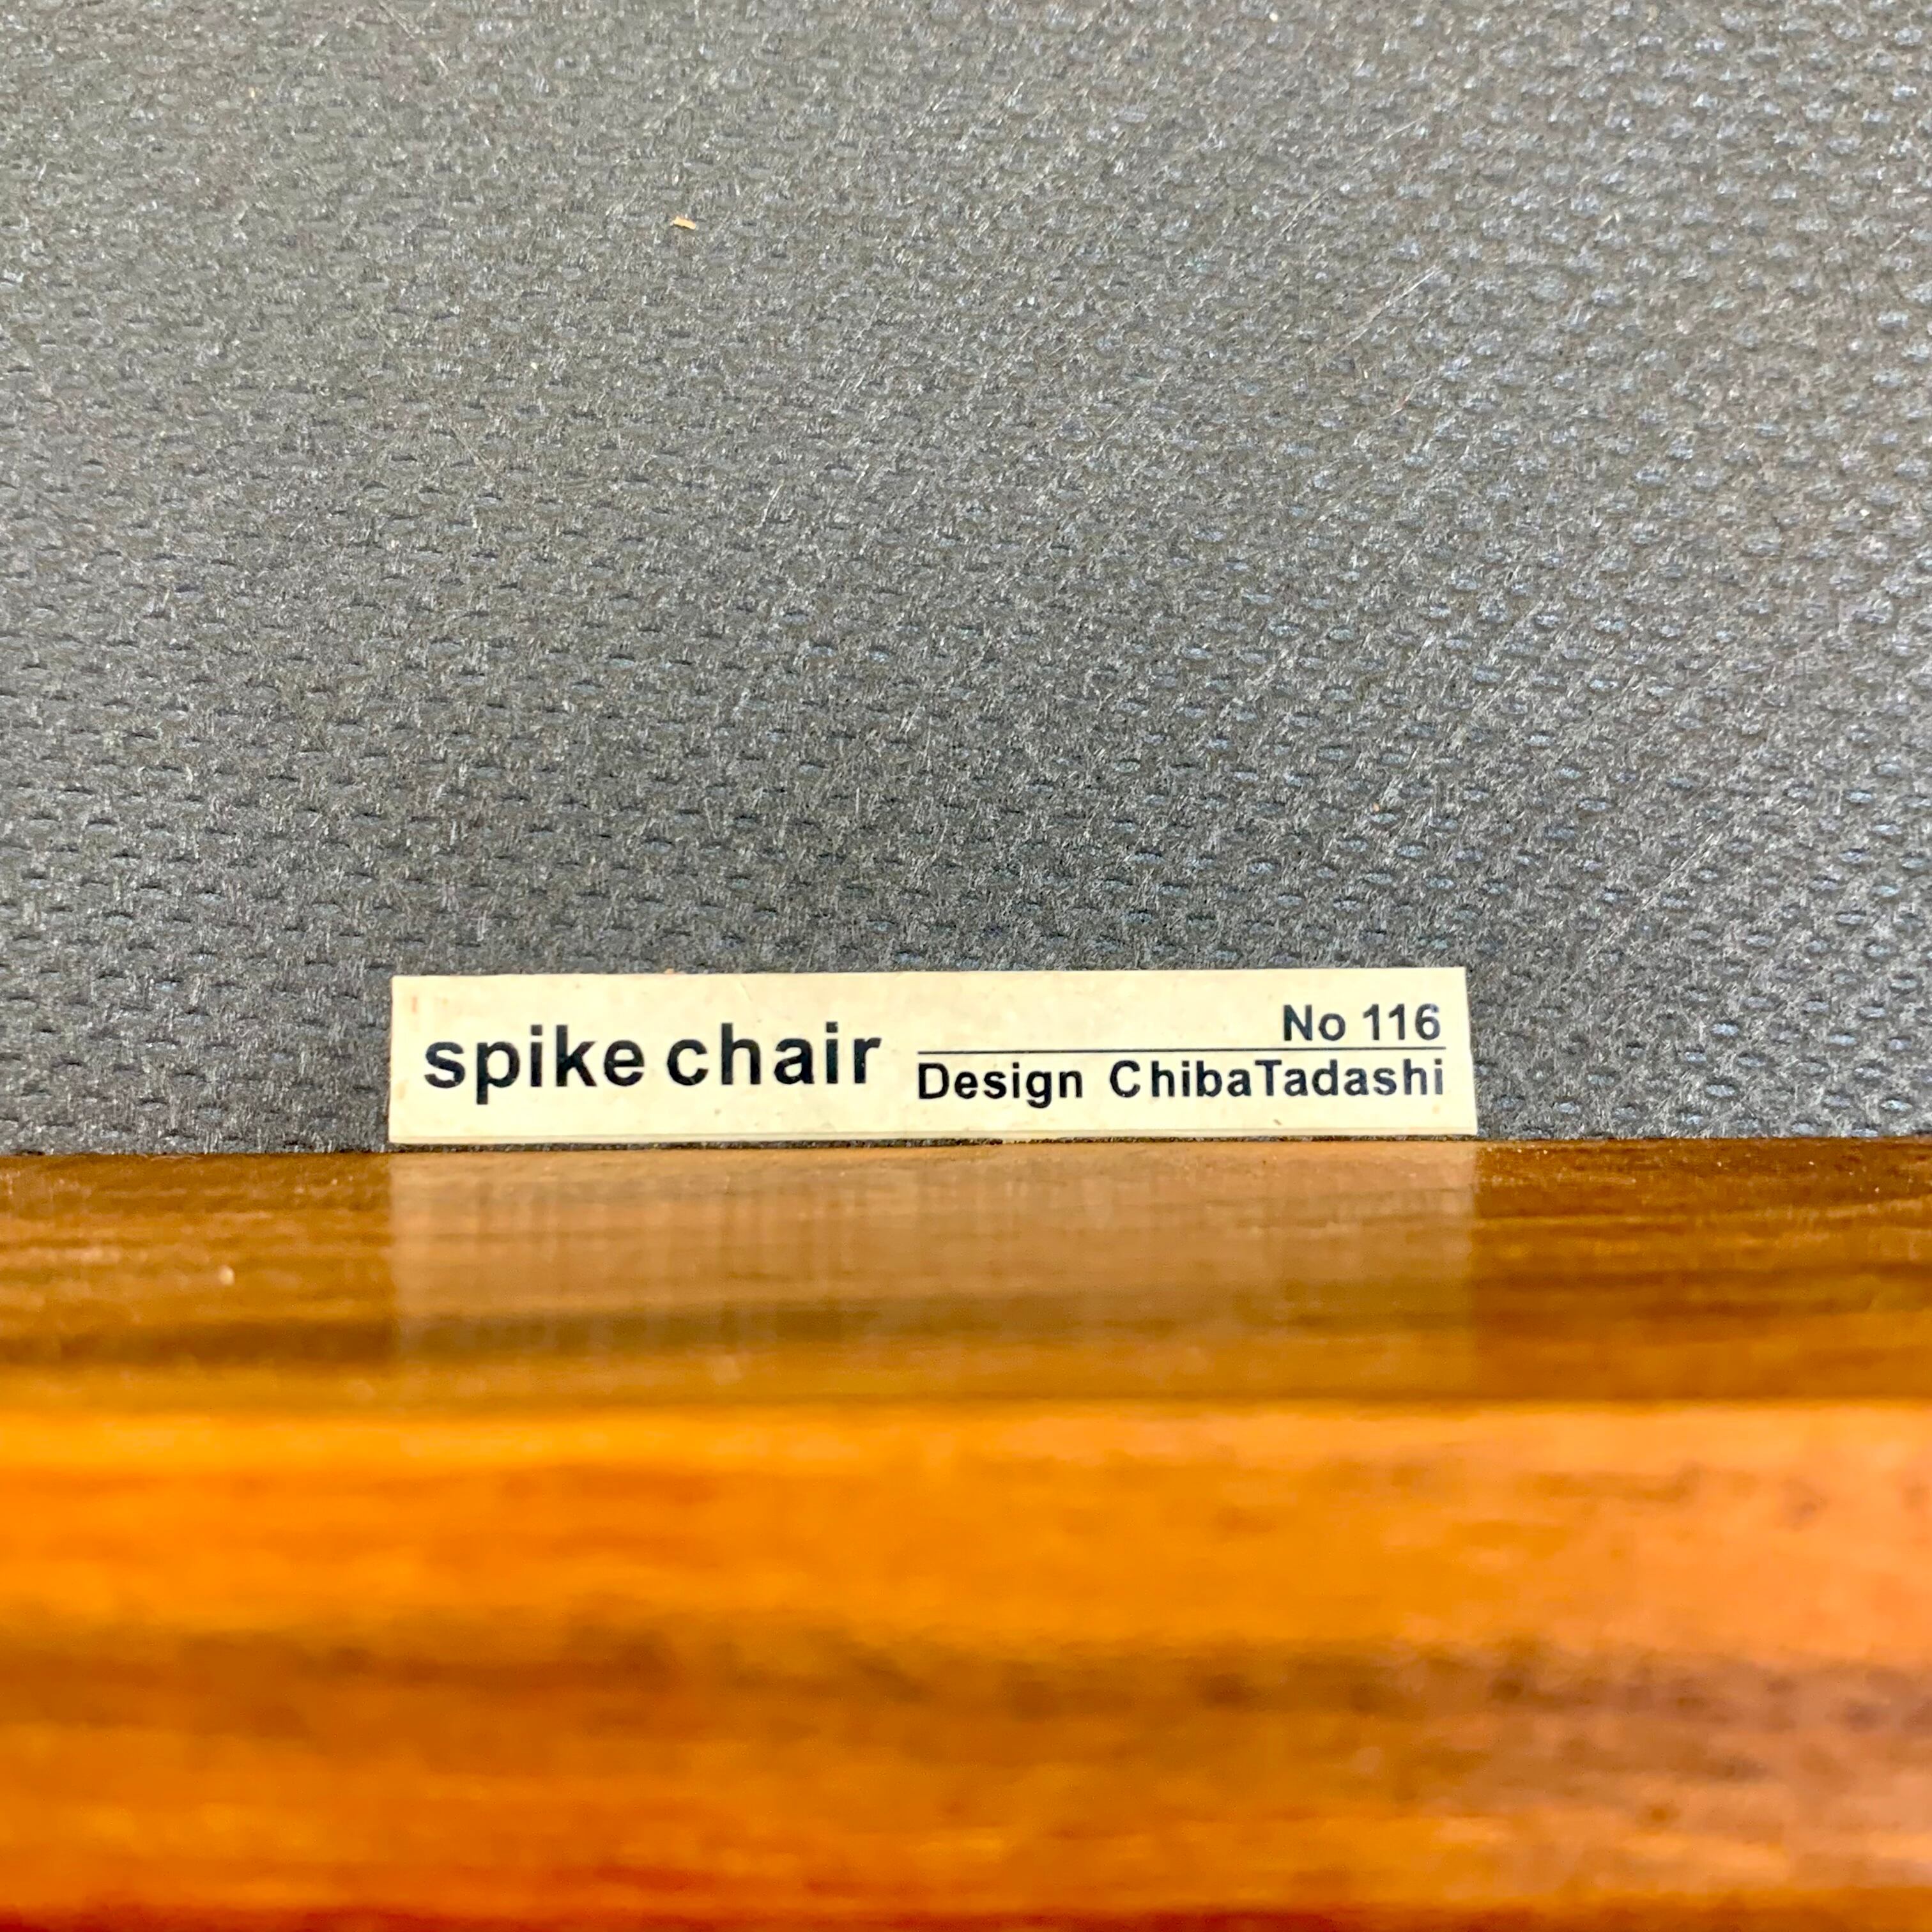 spike chair
No 116
Design ChibaTadashi